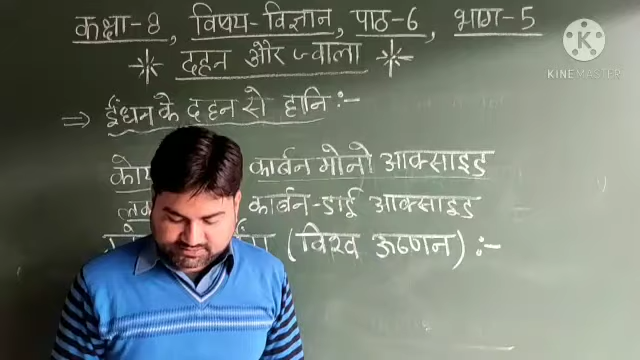 कक्षा-8, विषय-विज्ञान, पाठ-6, भाग-5
दहन और ज्वाला
⇒ ईंधन के दहन से हानि :-
कार्बन मोनो आक्साइड
कार्बन-डाई आक्साइड
(विश्व ऊष्णन) :-
KINEMASTER